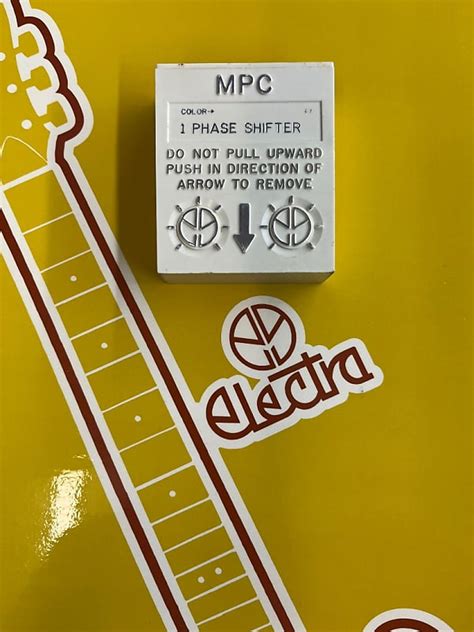 MPC
COLOR→
1 PHASE SHIFTER
DO NOT PULL UPWARD
PUSH IN DIRECTION OF
ARROW TO REMOVE
electra